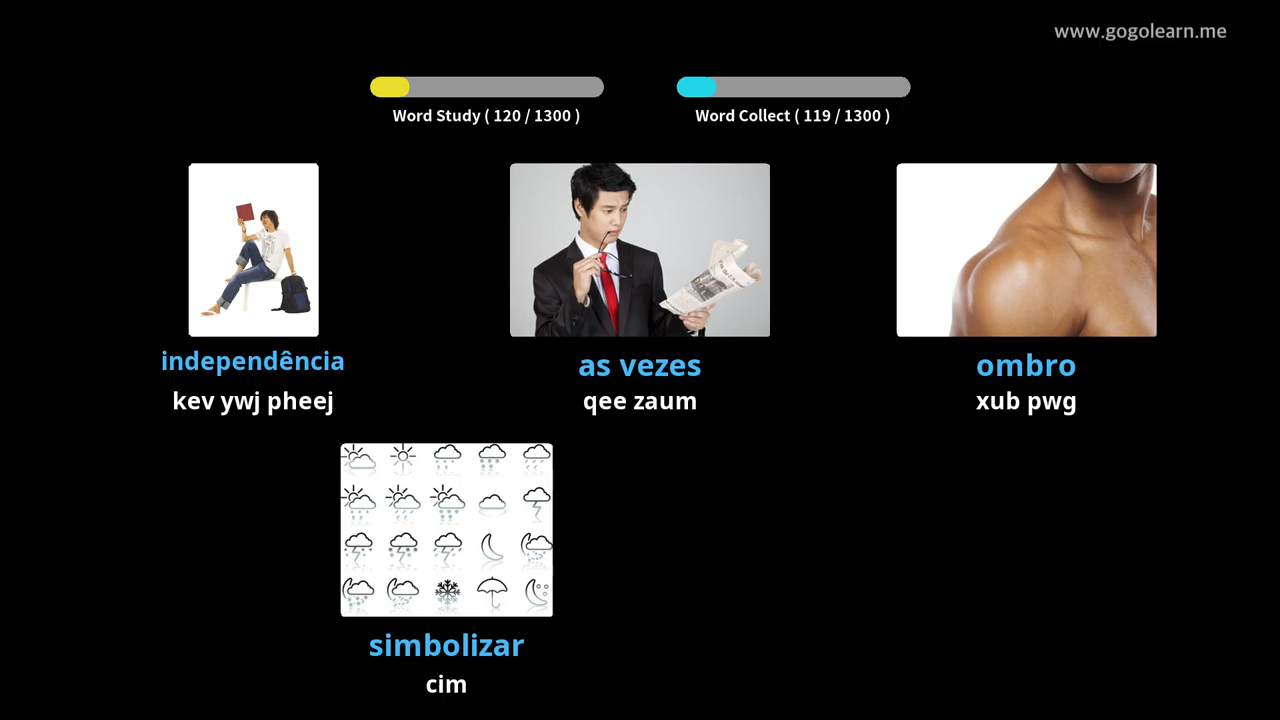 www.gogolearn.me
Word Study ( 120 / 1300 )
Word Collect ( 119 / 1300 )
independência
kev ywj pheej
as vezes
qee zaum
ombro
xub pwg
simbolizar
cim